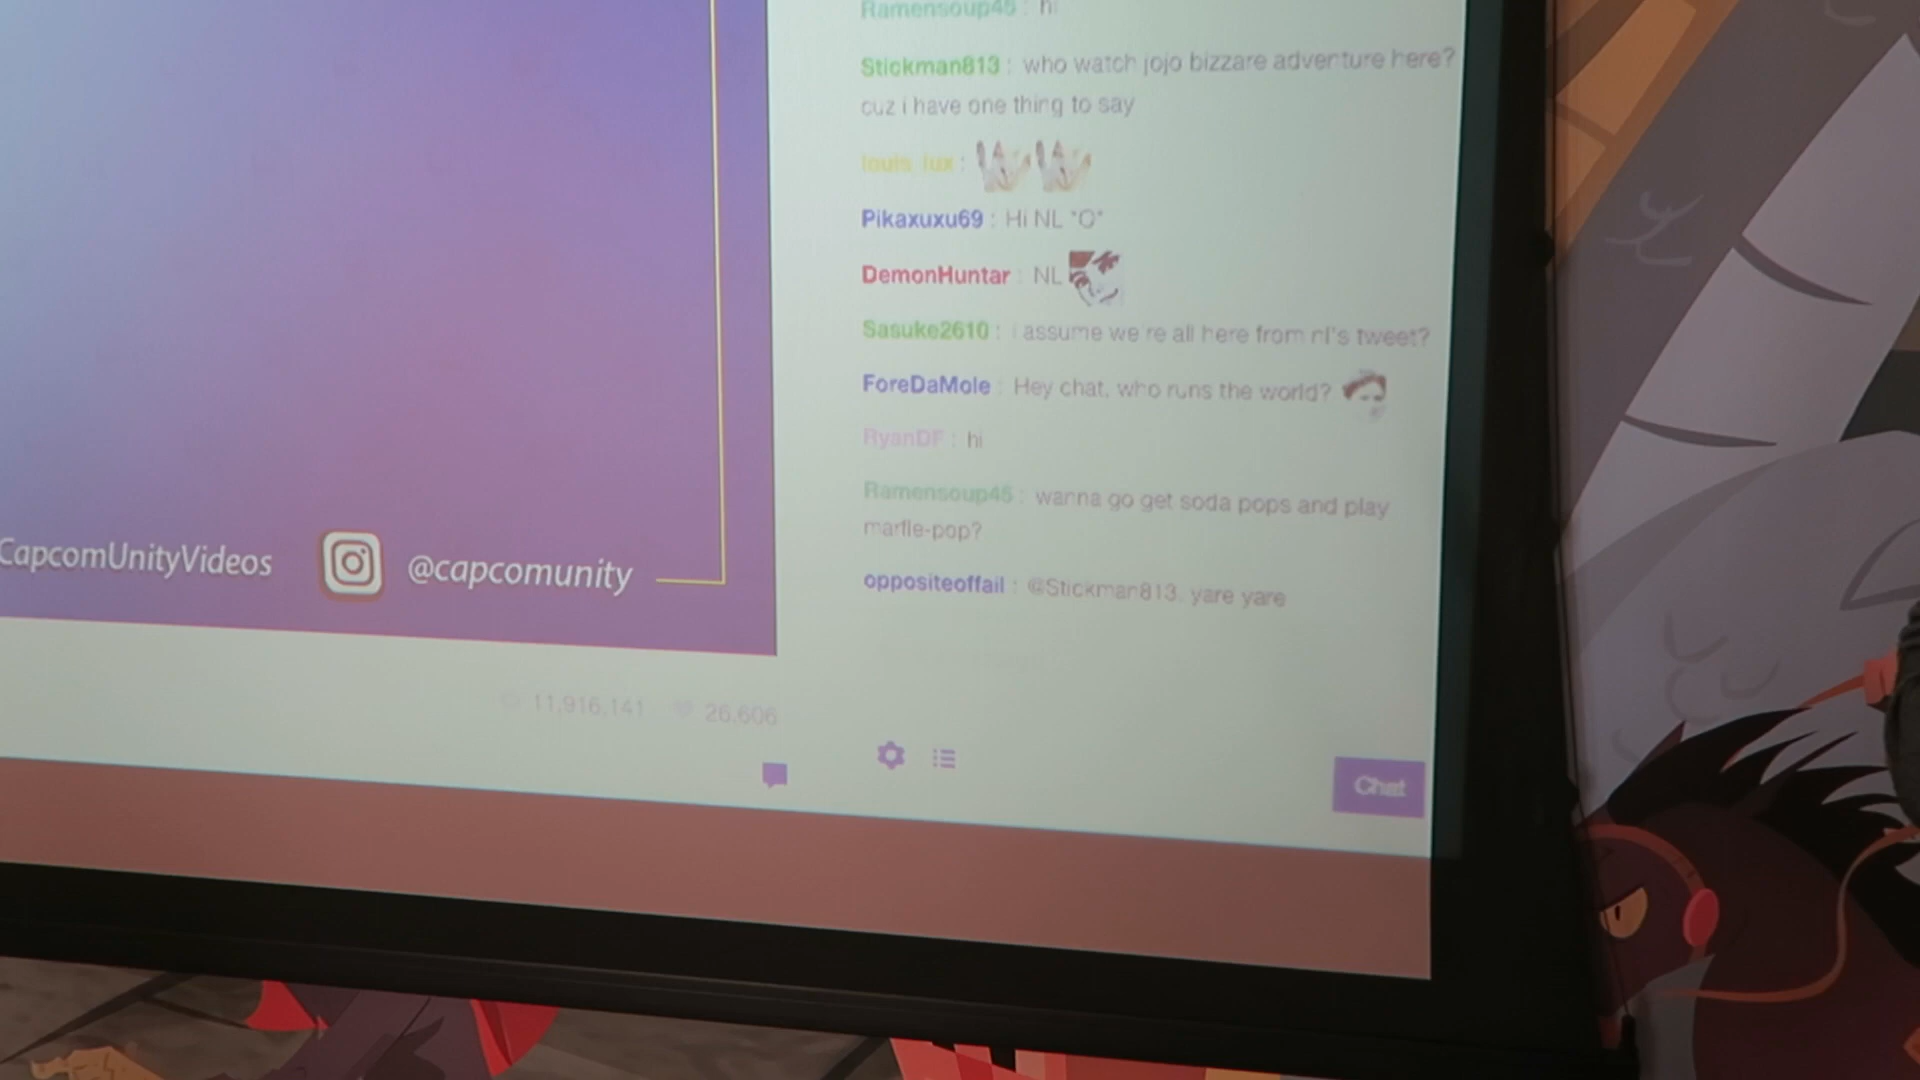 Ramensoup45 : hi
Stickman813 : who watch jojo bizzare adventure here?
cuz i have one thing to say
louis lux :
Pikaxuxu69 : Hi NL *O*
DemonHuntar : NL
Sasuke2610 : i assume we're all here from nl's tweet?
ForeDaMole : Hey chat, who runs the world?
RyanDF : hi
Ramensoup45 : wanna go get soda pops and play
marfle-pop?
oppositeoffail : @Stickman813, yare yare
CapcomUnityVideos
@capcomunity
11,916,141
26,606
Chat